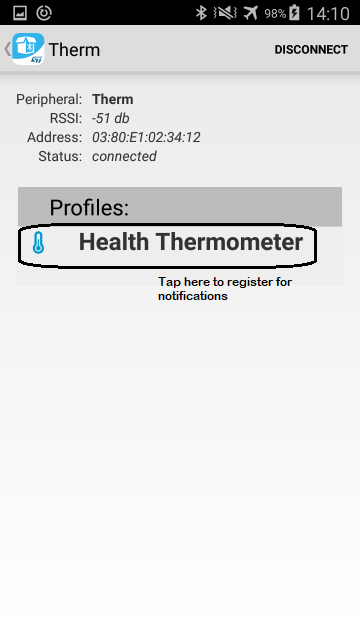 98% 14:10
Therm DISCONNECT
Peripheral: Therm
RSSI: -51 db
Address: 03:80:E1:02:34:12
Status: connected
Profiles:
Health Thermometer
Tap here to register for
notifications